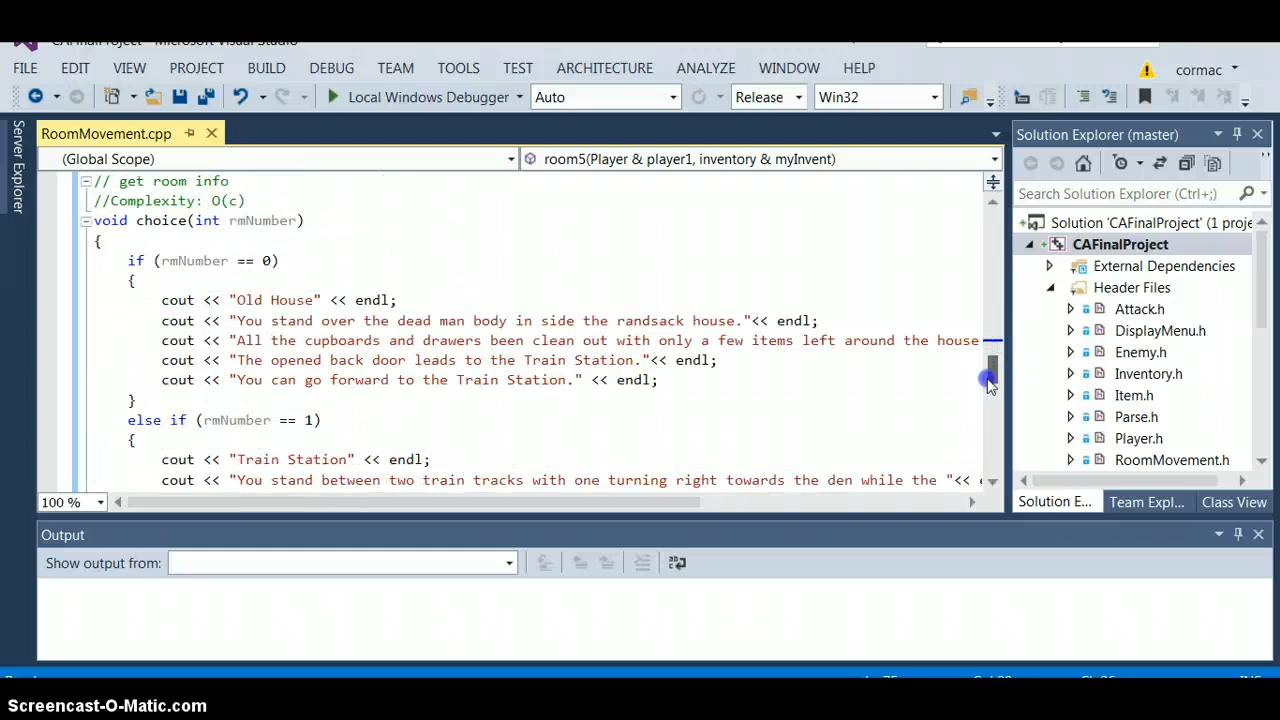 CAFinalProject - Microsoft Visual Studio
FILE EDIT VIEW PROJECT BUILD DEBUG TEAM TOOLS TEST ARCHITECTURE ANALYZE WINDOW HELP cormac
Local Windows Debugger Auto Release Win32
Server Explorer
RoomMovement.cpp
(Global Scope) room5(Player & player1, inventory & myInvent)
// get room info
//Complexity: O(c)
void choice(int rmNumber)
{
if (rmNumber == 0)
{
cout << "Old House" << endl;
cout << "You stand over the dead man body in side the randsack house."<< endl;
cout << "All the cupboards and drawers been clean out with only a few items left around the house
cout << "The opened back door leads to the Train Station."<< endl;
cout << "You can go forward to the Train Station." << endl;
}
else if (rmNumber == 1)
{
cout << "Train Station" << endl;
cout << "You stand between two train tracks with one turning right towards the den while the "<< e
100 %
Solution Explorer (master)
Search Solution Explorer (Ctrl+;)
Solution 'CAFinalProject' (1 proje
CAFinalProject
External Dependencies
Header Files
Attack.h
DisplayMenu.h
Enemy.h
Inventory.h
Item.h
Parse.h
Player.h
RoomMovement.h
Solution E... Team Expl... Class View
Output
Show output from:
Screencast-O-Matic.com